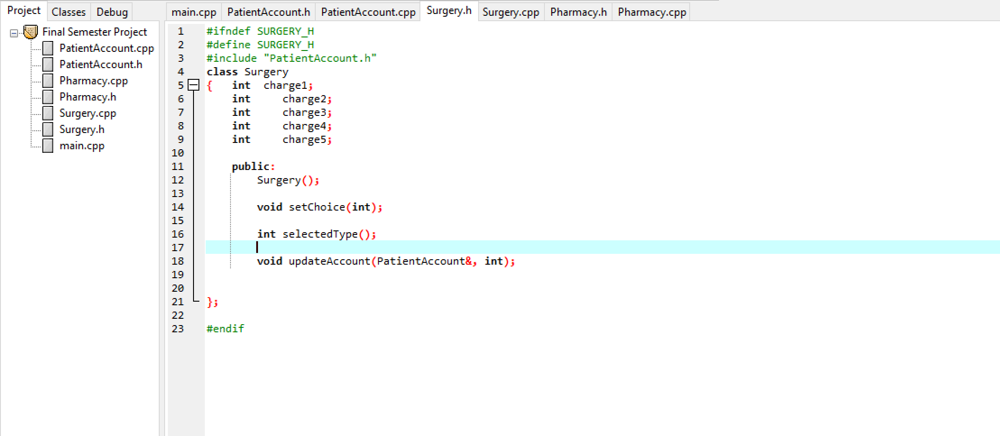 Project Classes Debug
main.cpp PatientAccount.h PatientAccount.cpp Surgery.h Surgery.cpp Pharmacy.h Pharmacy.cpp
Final Semester Project
PatientAccount.cpp
PatientAccount.h
Pharmacy.cpp
Pharmacy.h
Surgery.cpp
Surgery.h
main.cpp
1 #ifndef SURGERY_H
2 #define SURGERY_H
3 #include "PatientAccount.h"
4 class Surgery
5 {   int  charge1;
6     int     charge2;
7     int     charge3;
8     int     charge4;
9     int     charge5;
10
11     public:
12         Surgery();
13
14         void setChoice(int);
15
16         int selectedType();
17
18         void updateAccount(PatientAccount&, int);
19
20
21 };
22
23 #endif